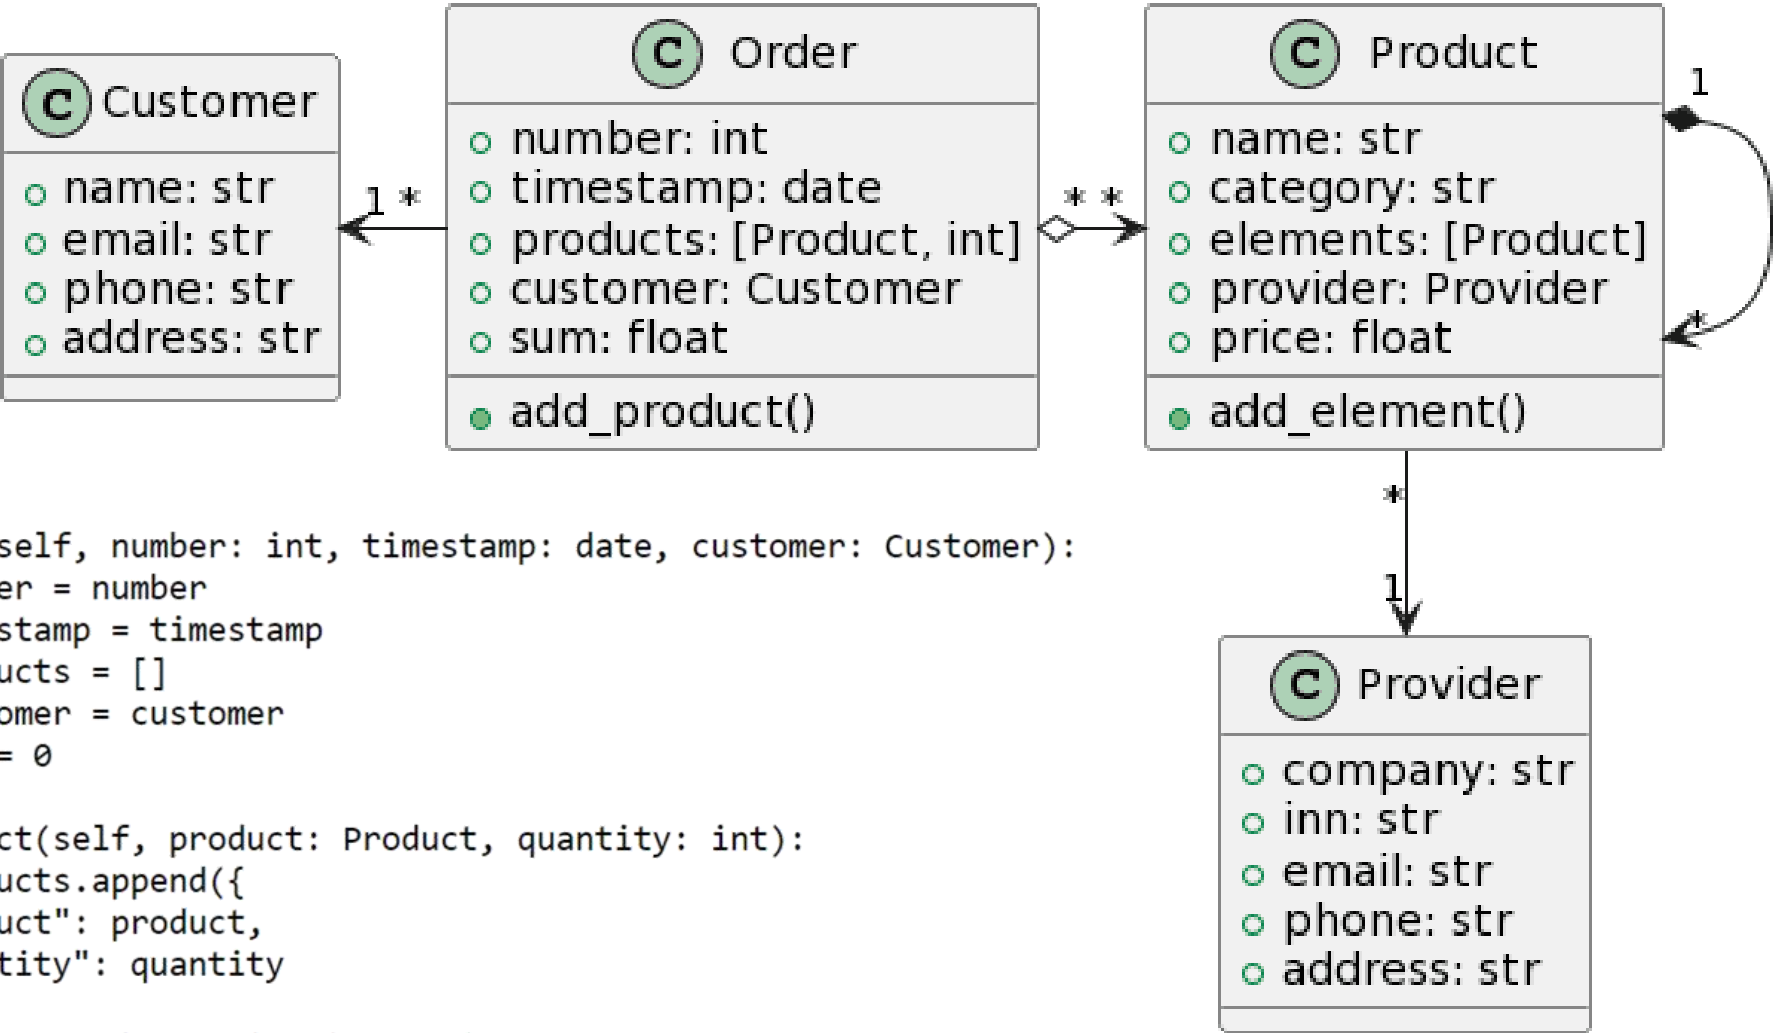 C Customer
name: str
email: str
phone: str
address: str
1 *
C Order
number: int
timestamp: date
products: [Product, int]
customer: Customer
sum: float
add_product()
* *
C Product
name: str
category: str
elements: [Product]
provider: Provider
price: float
add_element()
1
*
*
1
C Provider
company: str
inn: str
email: str
phone: str
address: str
self, number: int, timestamp: date, customer: Customer):
er = number
stamp = timestamp
ucts = []
omer = customer
= 0
ct(self, product: Product, quantity: int):
ucts.append({
uct": product,
tity": quantity